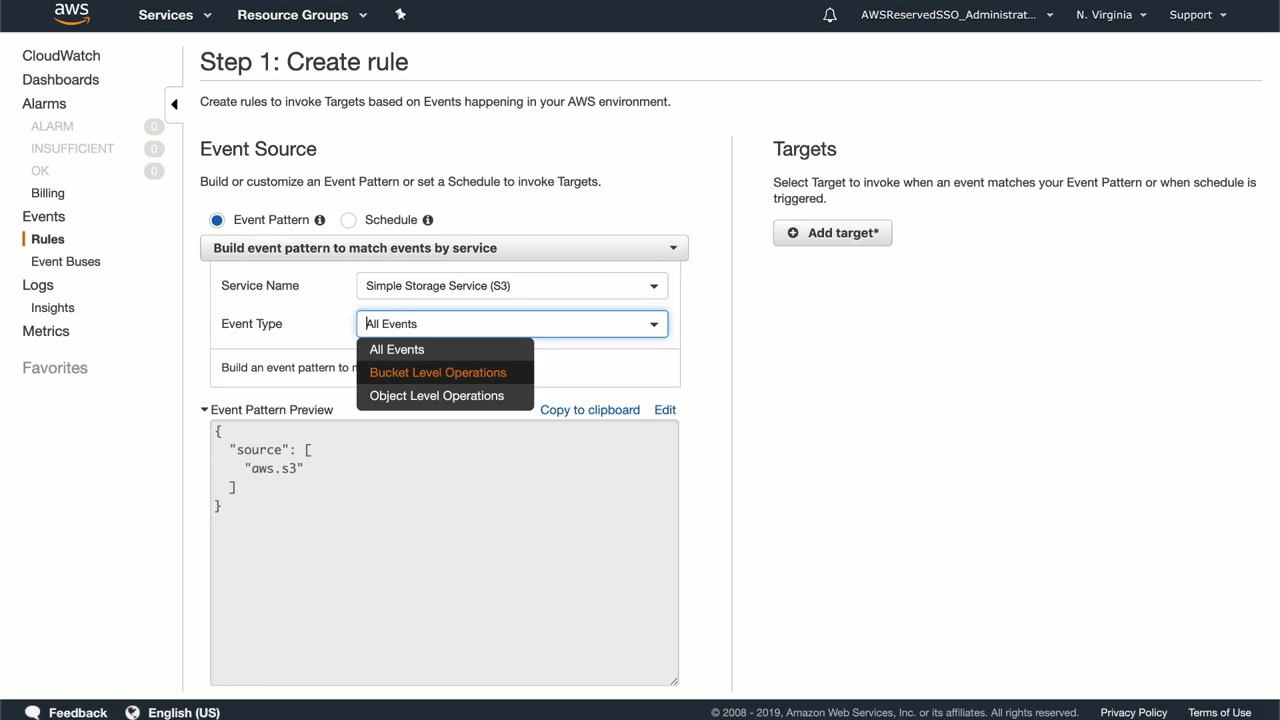 aws
Services
Resource Groups
AWSReservedSSO_Administrat...
N. Virginia
Support
CloudWatch
Dashboards
Alarms
ALARM 0
INSUFFICIENT 0
OK 0
Billing
Events
Rules
Event Buses
Logs
Insights
Metrics
Favorites
Step 1: Create rule
Create rules to invoke Targets based on Events happening in your AWS environment.
Event Source
Build or customize an Event Pattern or set a Schedule to invoke Targets.
Event Pattern
Schedule
Build event pattern to match events by service
Service Name
Simple Storage Service (S3)
Event Type
All Events
All Events
Bucket Level Operations
Object Level Operations
Build an event pattern to
Event Pattern Preview
Copy to clipboard
Edit
{
"source": [
"aws.s3"
]
}
Targets
Select Target to invoke when an event matches your Event Pattern or when schedule is
triggered.
Add target*
Feedback
English (US)
© 2008 - 2019, Amazon Web Services, Inc. or its affiliates. All rights reserved.
Privacy Policy
Terms of Use